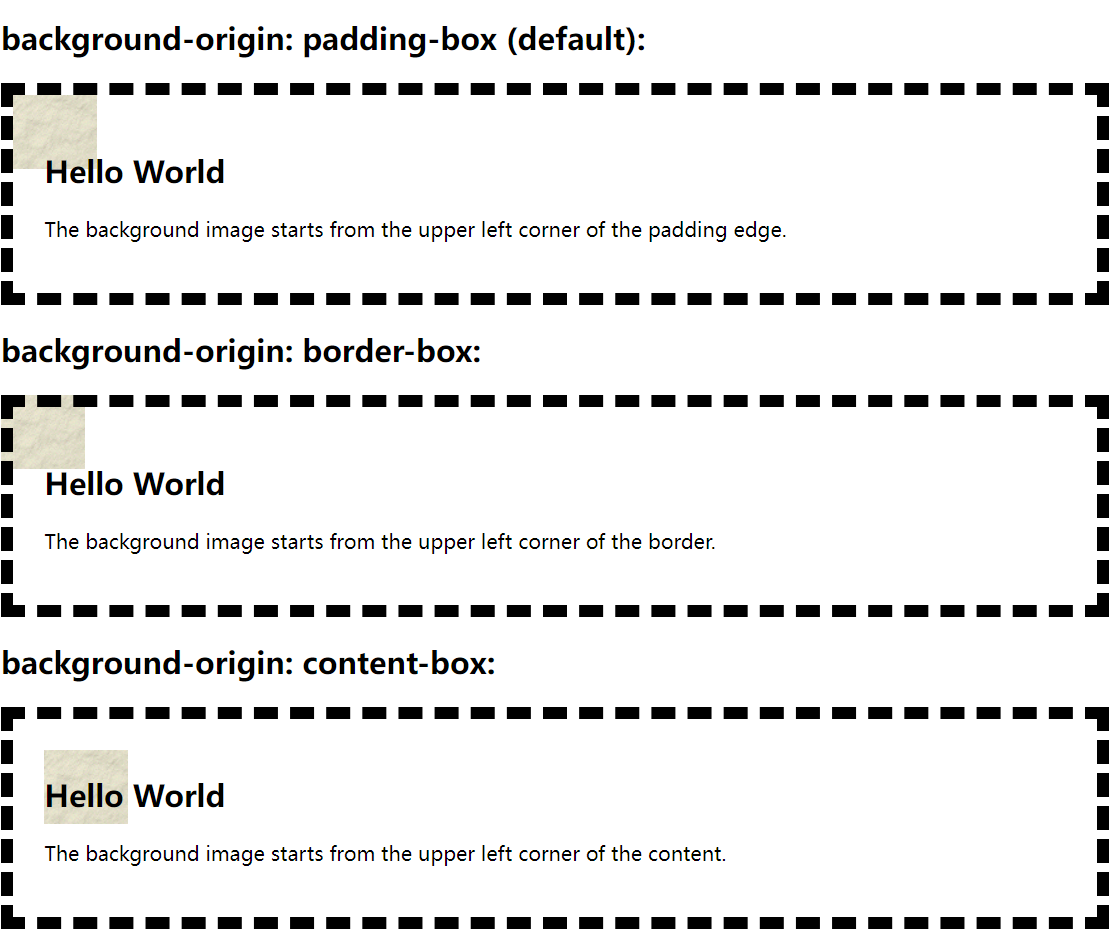 background-origin: padding-box (default):
Hello World
The background image starts from the upper left corner of the padding edge.
background-origin: border-box:
Hello World
The background image starts from the upper left corner of the border.
background-origin: content-box:
Hello World
The background image starts from the upper left corner of the content.